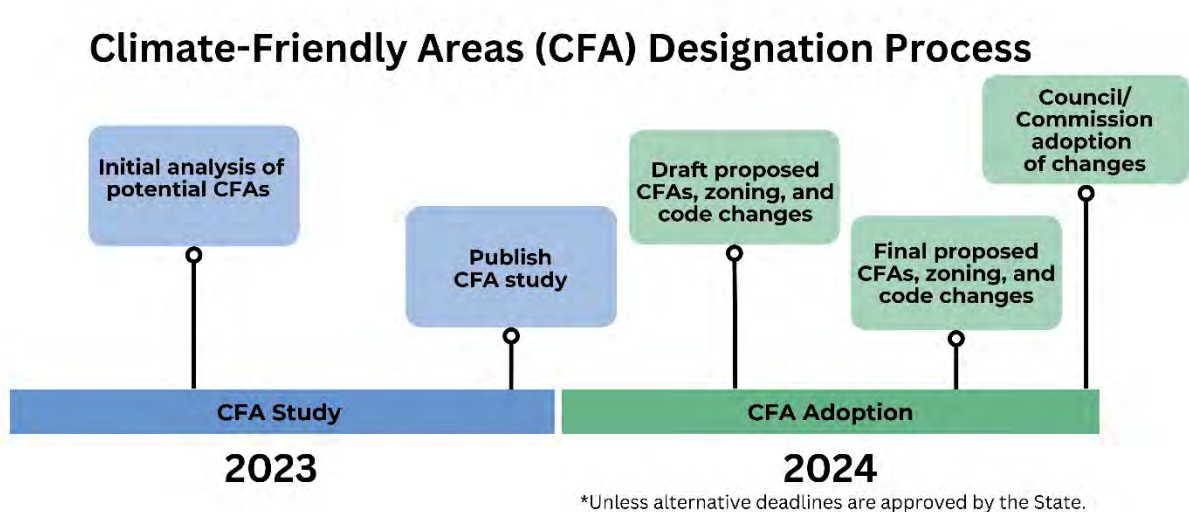 Climate-Friendly Areas (CFA) Designation Process
Initial analysis of
potential CFAs
Publish
CFA study
Draft proposed
CFAs, zoning, and
code changes
Final proposed
CFAs, zoning, and
code changes
Council/
Commission
adoption
of changes
CFA Study
CFA Adoption
2023
2024
*Unless alternative deadlines are approved by the State.